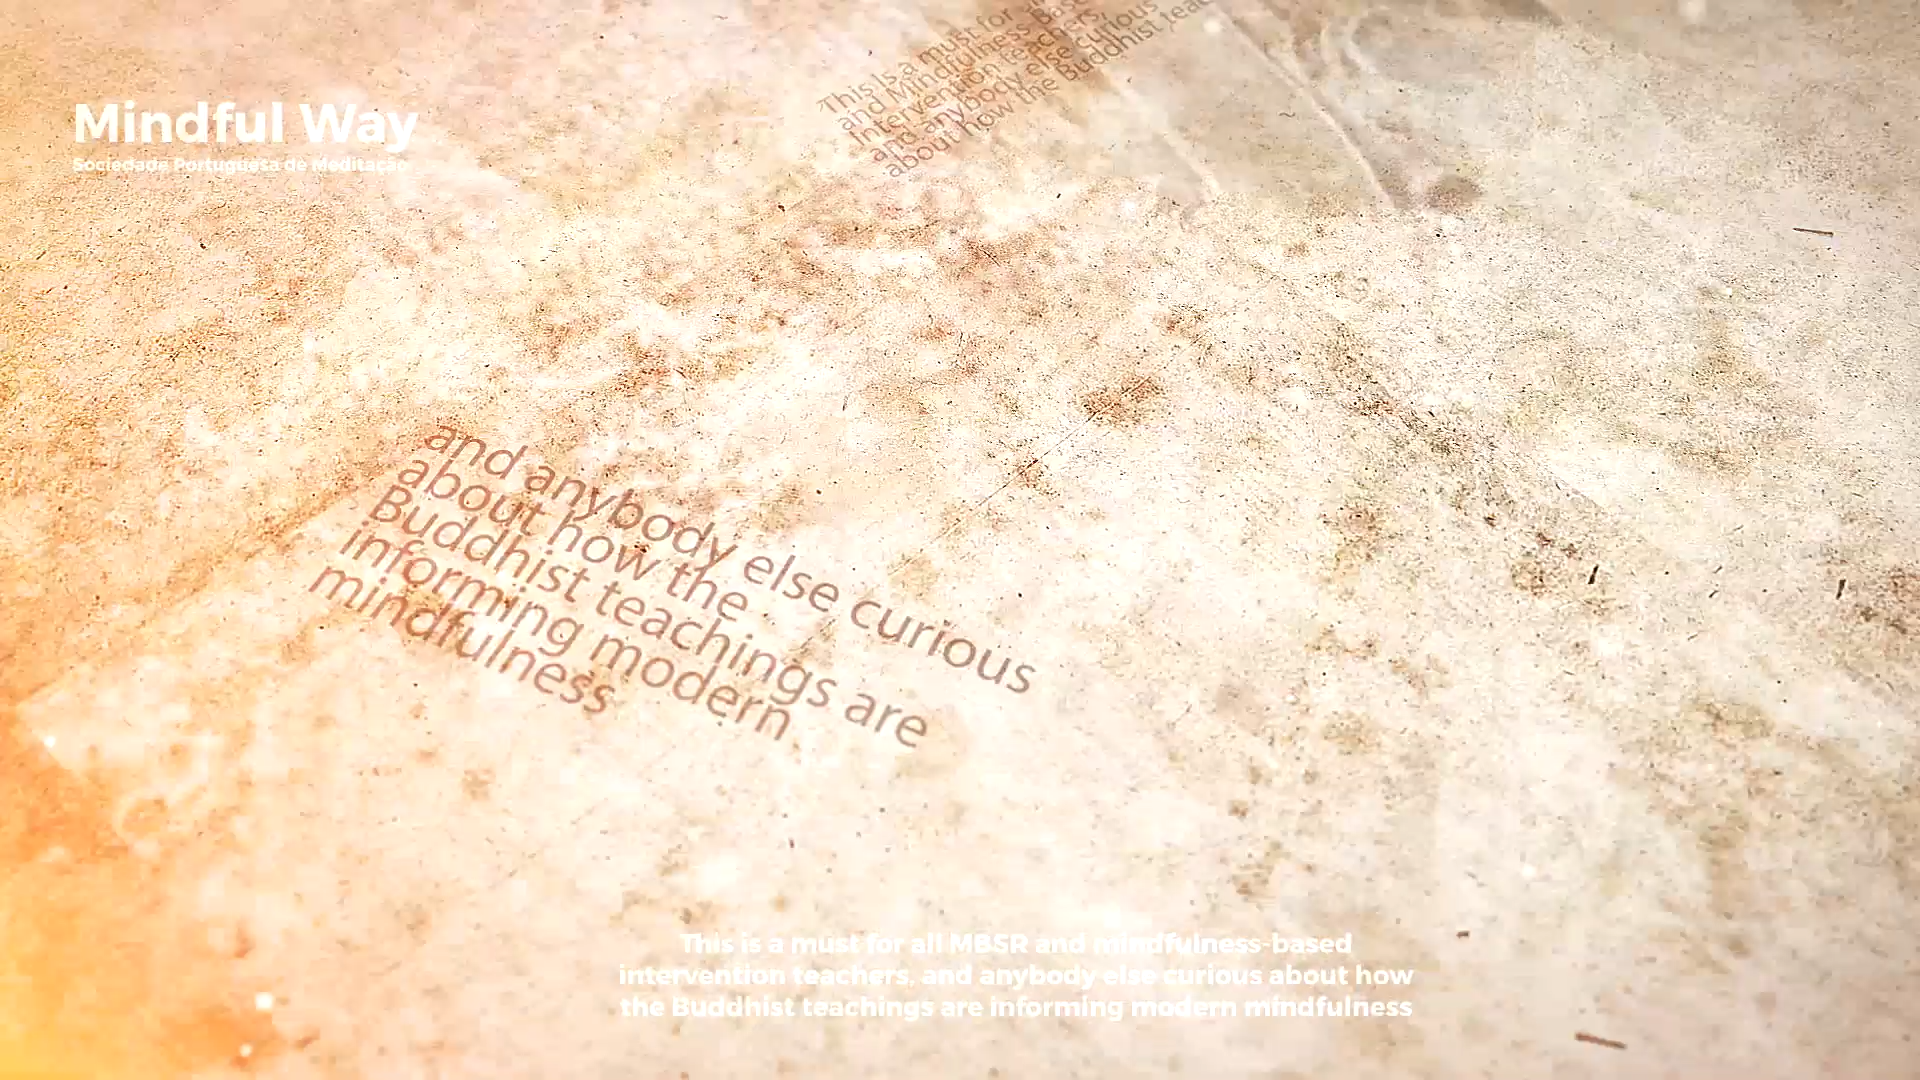 This is a must for
and Mindfulness Base
intervention teachers,
and anybody else curious
about how the Buddhist teac
Mindful Way
Sociedade Portuguesa de Meditação
and anybody else curious
about how the
Buddhist teachings are
informing modern
mindfulness
This is a must for all MBSR and mindfulness-based
intervention teachers, and anybody else curious about how
the Buddhist teachings are informing modern mindfulness